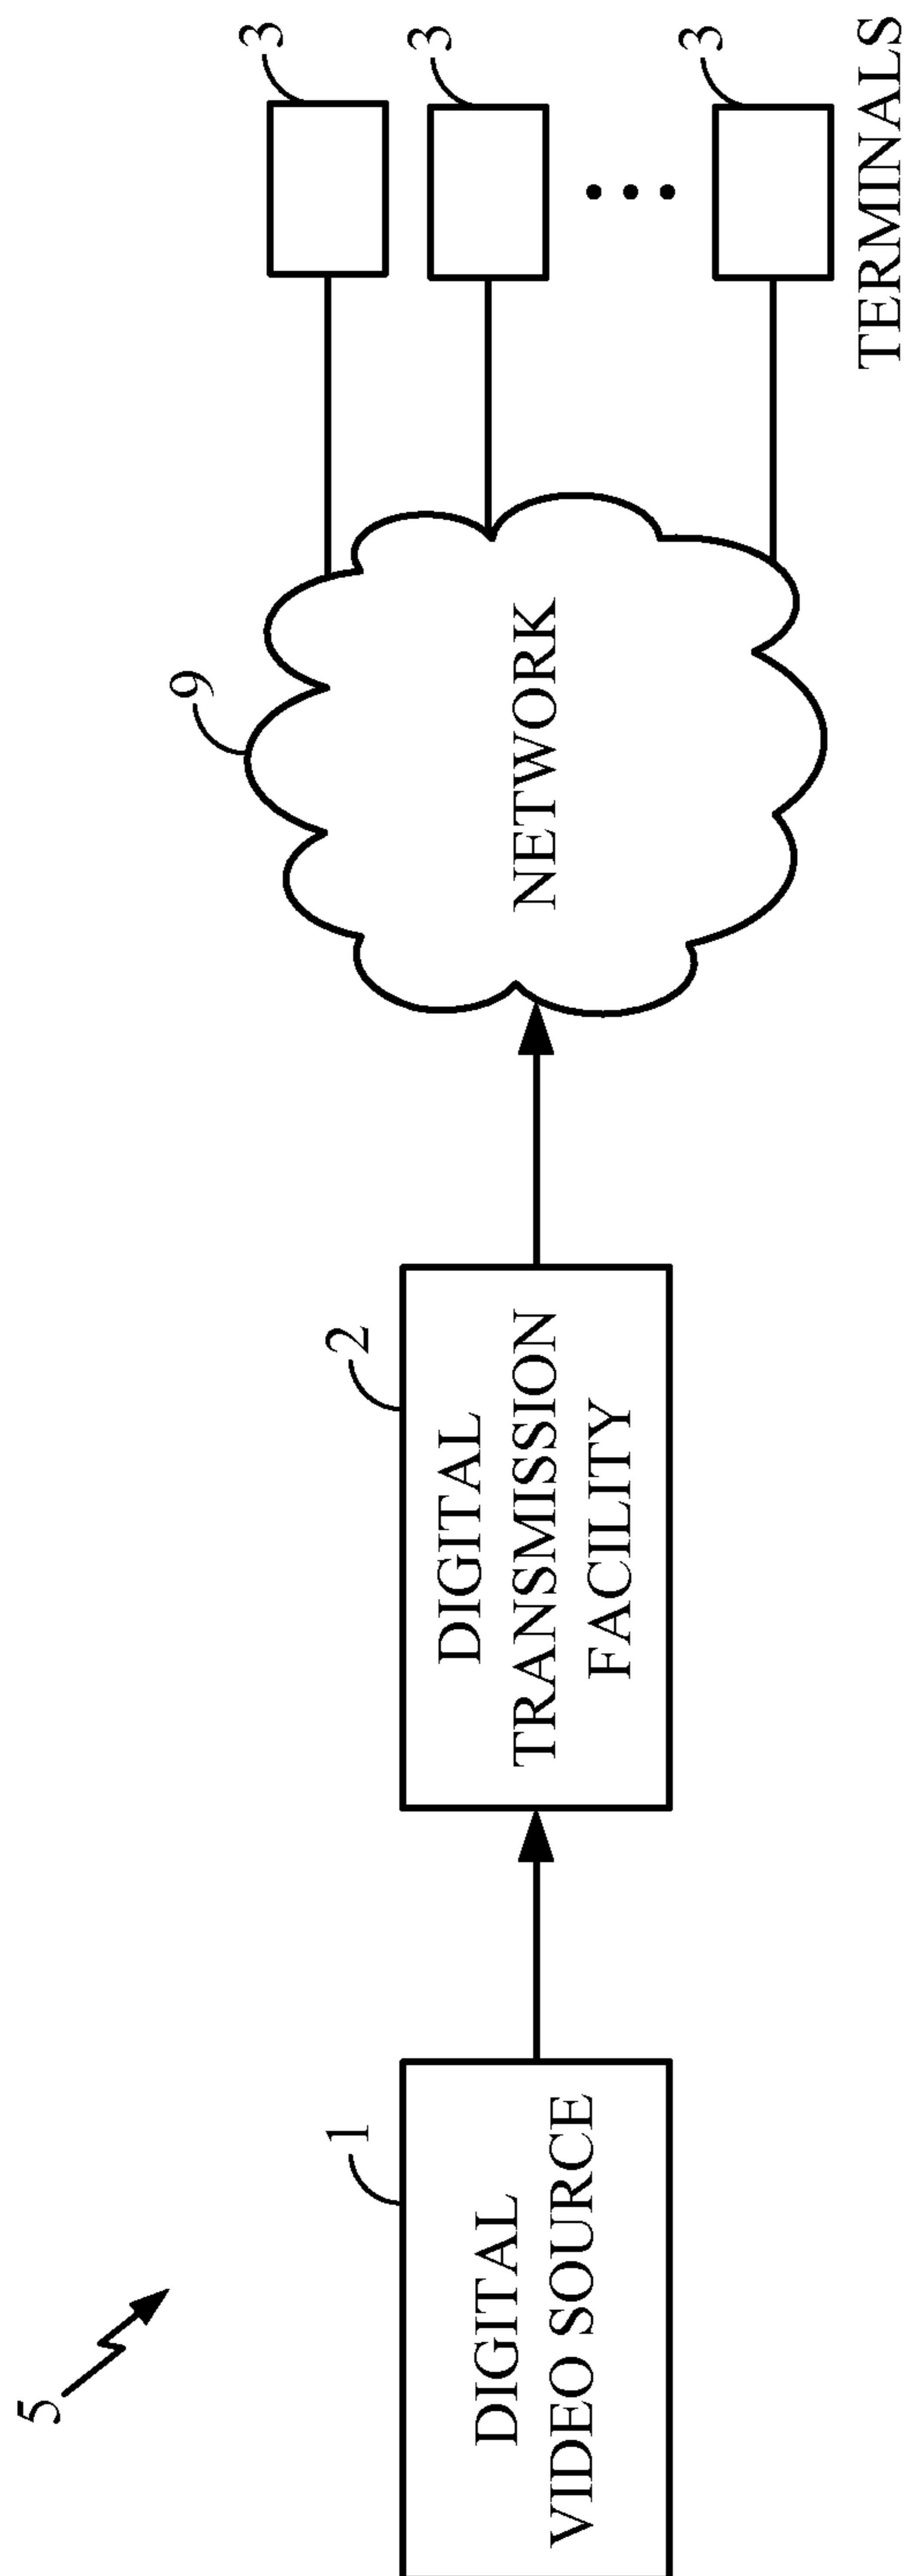 5
1
DIGITAL
VIDEO SOURCE
2
DIGITAL
TRANSMISSION
FACILITY
9
NETWORK
3
3
3
TERMINALS